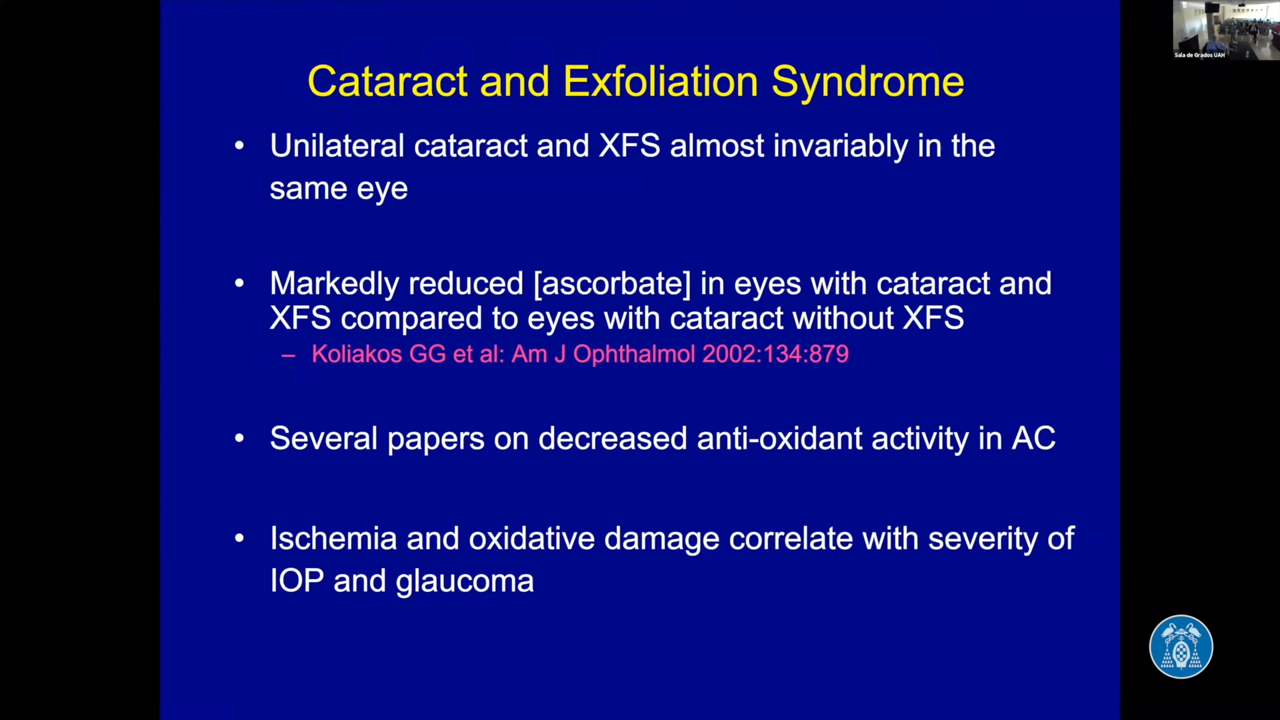 Cataract and Exfoliation Syndrome
• Unilateral cataract and XFS almost invariably in the
same eye
• Markedly reduced [ascorbate] in eyes with cataract and
XFS compared to eyes with cataract without XFS
– Koliakos GG et al: Am J Ophthalmol 2002:134:879
• Several papers on decreased anti-oxidant activity in AC
• Ischemia and oxidative damage correlate with severity of
IOP and glaucoma
Sala de Grados UAH